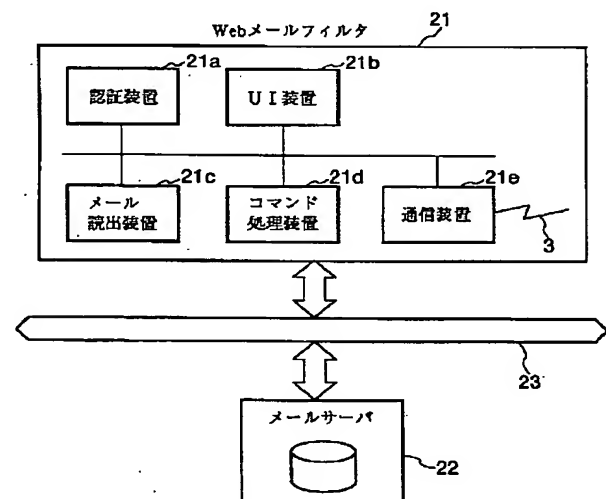 Webメールフィルタ
21
21a
21b
認証装置
UI装置
21c
21d
21e
メール
読出装置
コマンド
処理装置
通信装置
3
23
メールサーバ
22